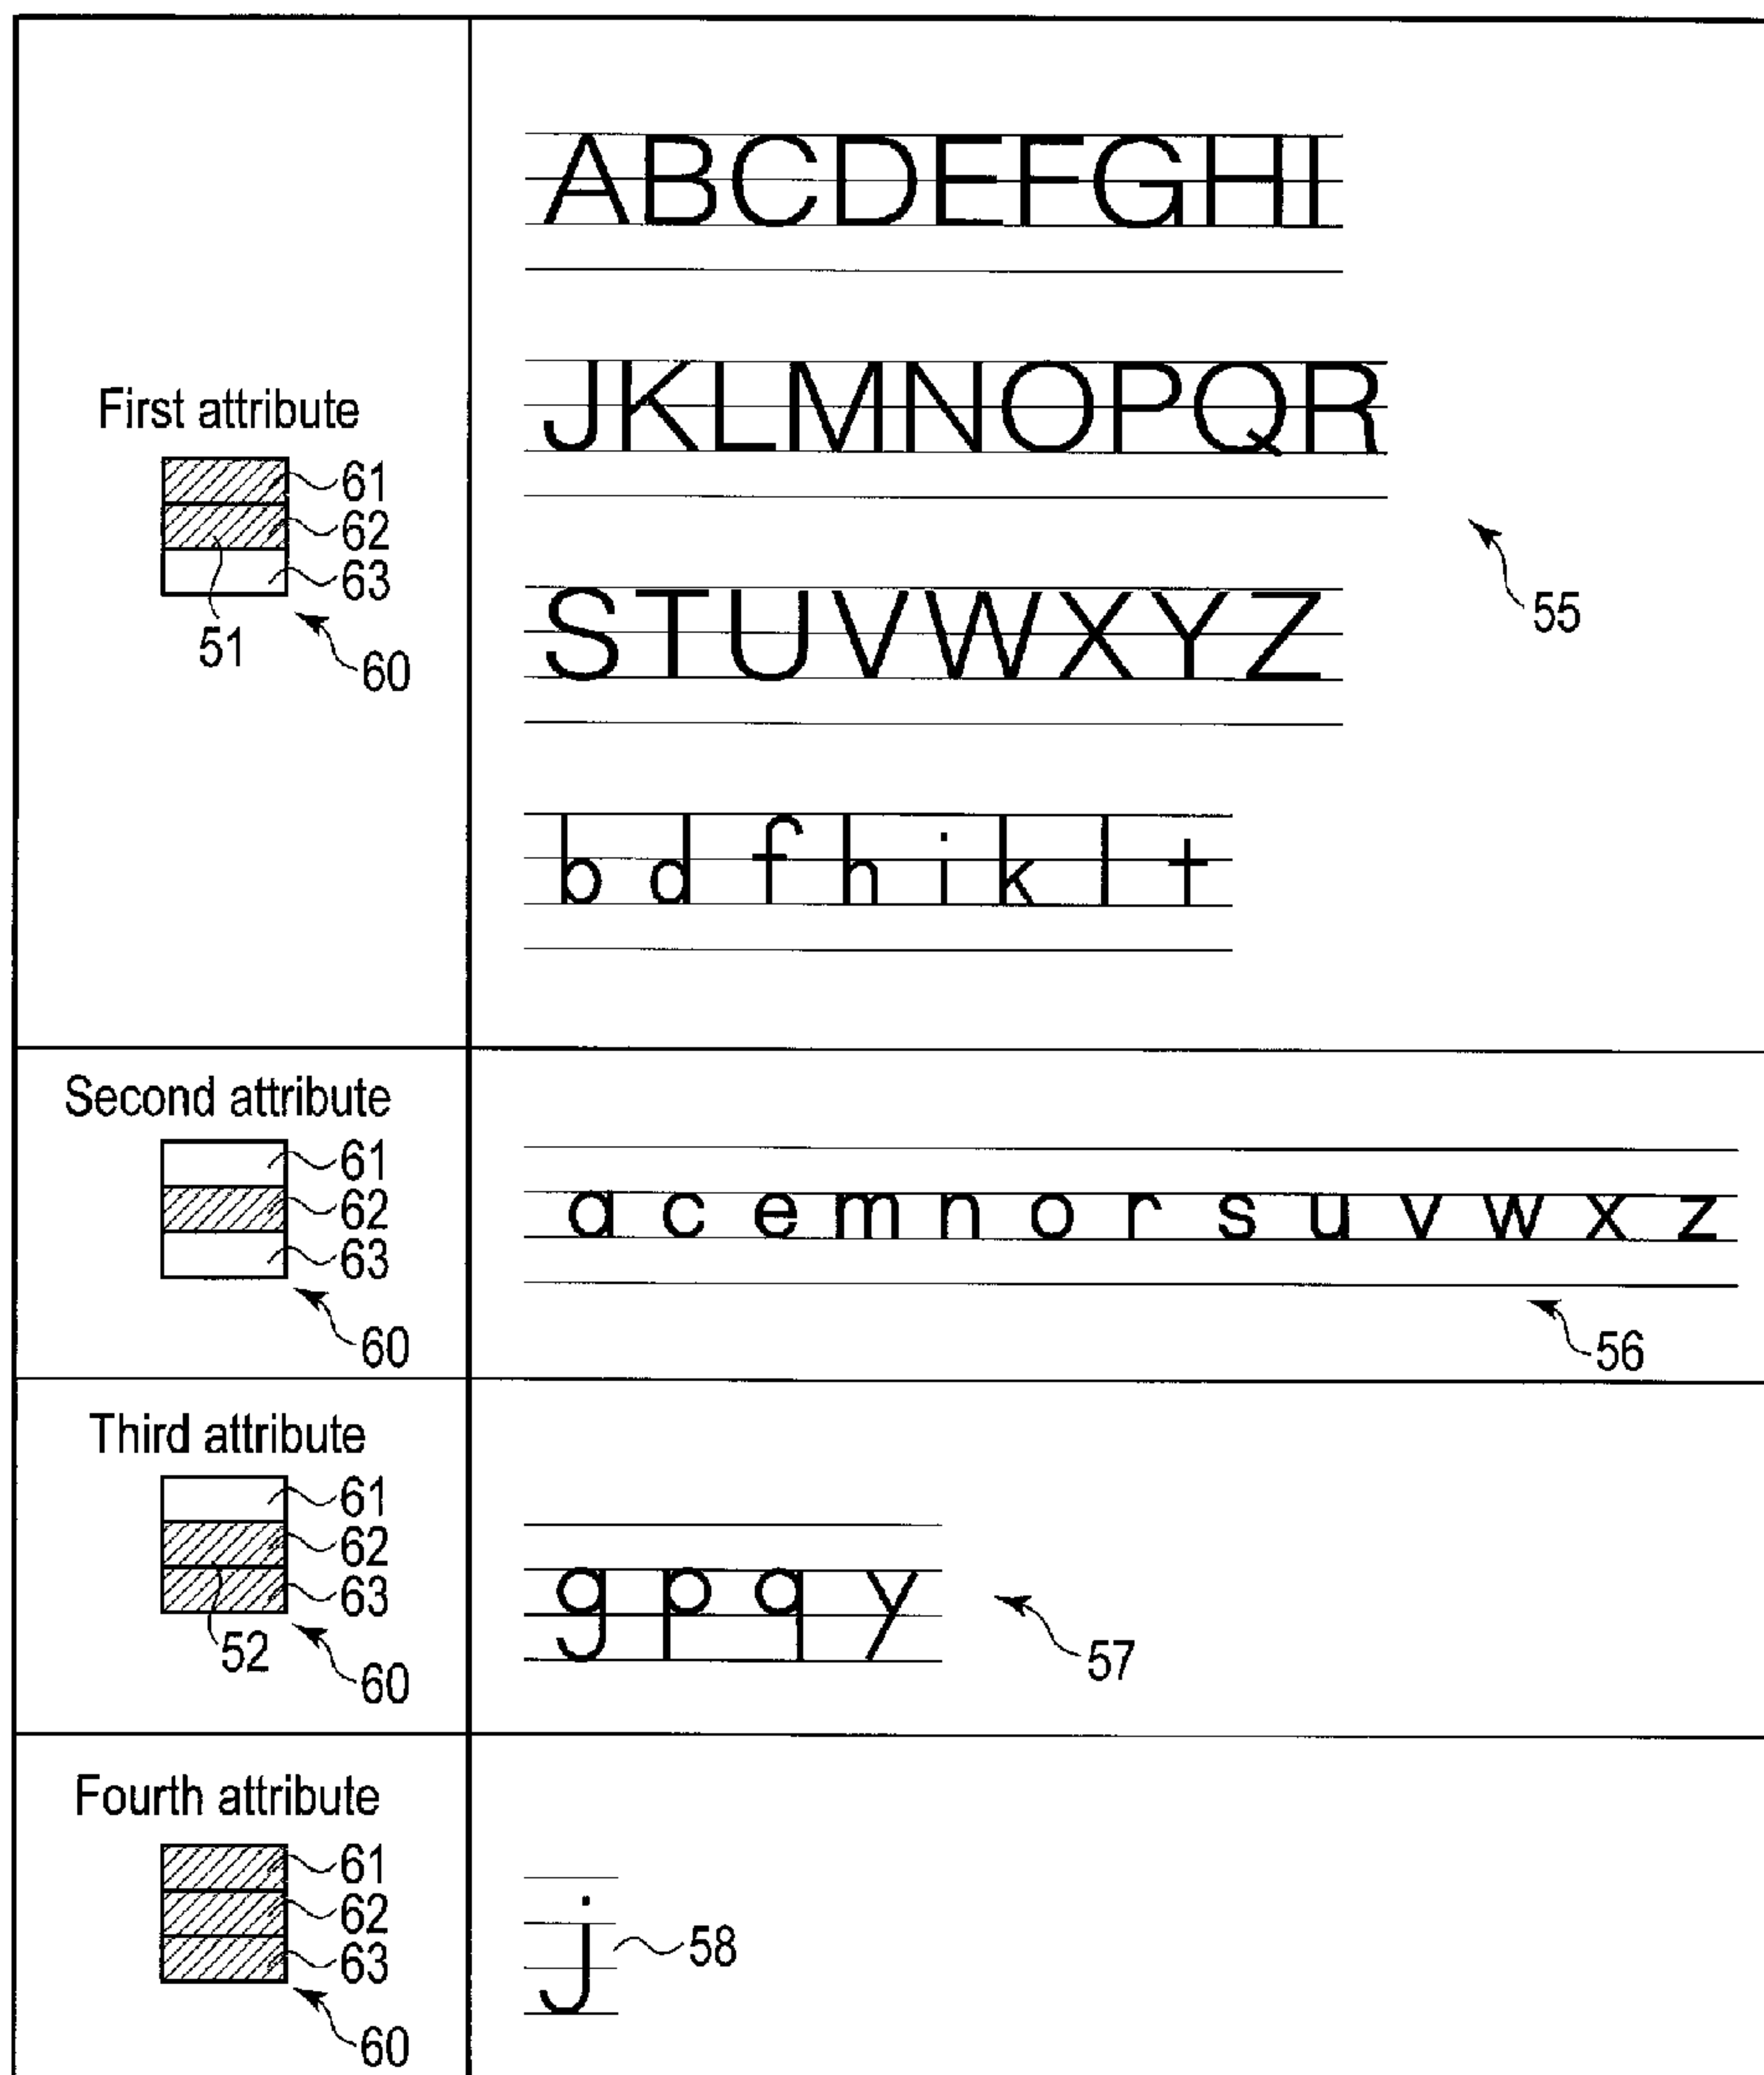 First attribute
61
62
63
51
60
ABCDEFGHI
JKLMNOPQR
STUVWXYZ
b d f h i k l t
55
Second attribute
61
62
63
60
a c e m n o r s u v w x z
56
Third attribute
61
62
63
52
60
g p q y
57
Fourth attribute
61
62
63
60
j
58